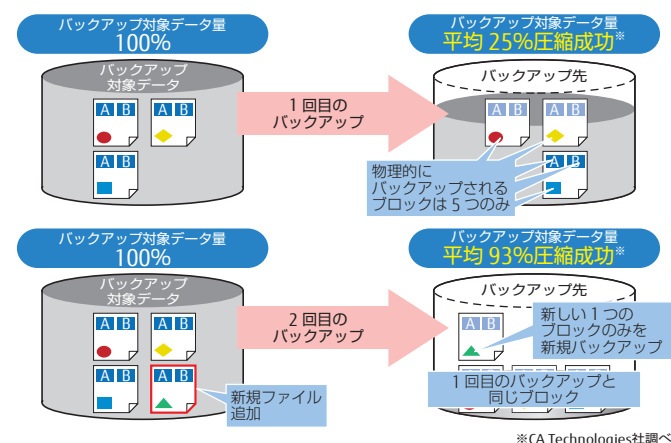 バックアップ対象データ量
100%
バックアップ対象データ量
平均 25%圧縮成功※
バックアップ
対象データ
A B
A B
A B
1回目の
バックアップ
バックアップ先
A B
A B
A B
物理的に
バックアップされる
ブロックは 5 つのみ
バックアップ対象データ量
100%
バックアップ対象データ量
平均 93%圧縮成功※
バックアップ
対象データ
A B
A B
A B
A B
新規ファイル
追加
2回目の
バックアップ
バックアップ先
A B
新しい 1 つの
ブロックのみを
新規バックアップ
1回目のバックアップと
同じブロック
※CA Technologies社調べ